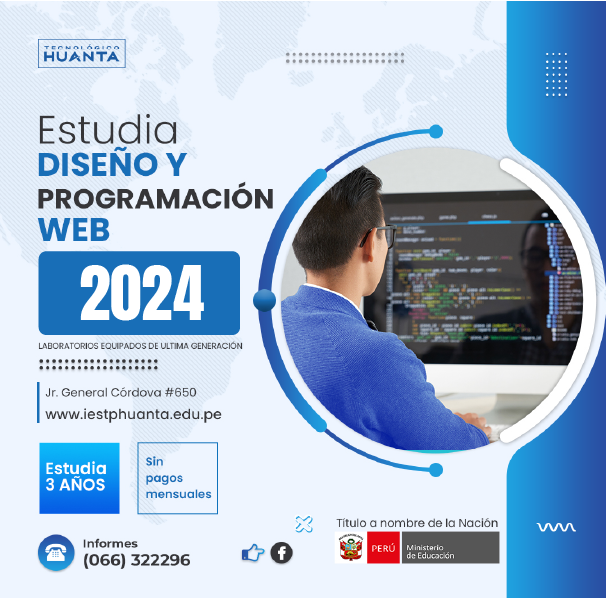 TECNOLÓGICO
HUANTA
Estudia
DISEÑO Y
PROGRAMACIÓN
WEB
2024
LABORATORIOS EQUIPADOS DE ULTIMA GENERACIÓN
Jr. General Córdova #650
www.iestphuanta.edu.pe
Estudia
3 AÑOS
Sin
pagos
mensuales
Informes
(066) 322296
Título a nombre de la Nación
PERÚ
Ministerio
de Educación